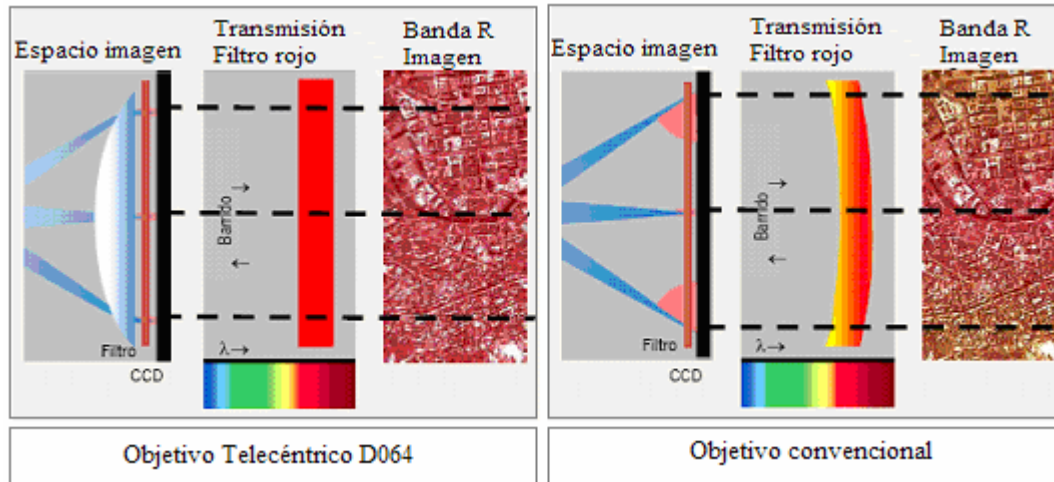 Espacio imagen
Transmisión
Filtro rojo
Banda R
Imagen
Barrido
→
←
Filtro
CCD
λ→
Objetivo Telecéntrico D064
Espacio imagen
Transmisión
Filtro rojo
Banda R
Imagen
Barrido
→
←
Filtro
CCD
λ→
Objetivo convencional